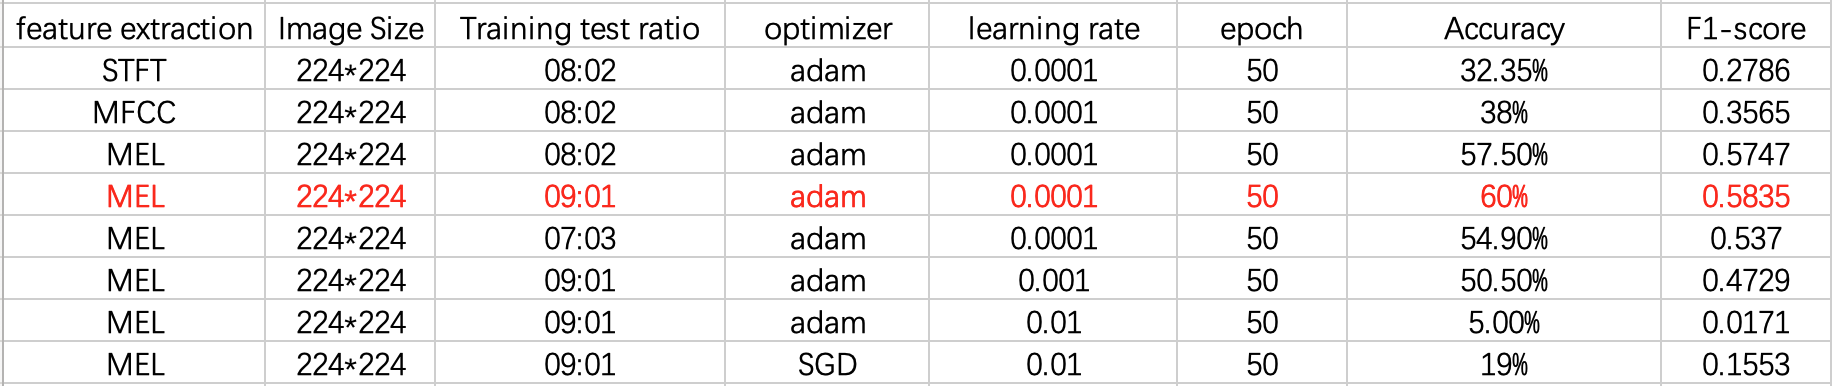 feature extraction Image Size Training test ratio optimizer learning rate epoch Accuracy F1-score
STFT 224*224 08:02 adam 0.0001 50 32.35% 0.2786
MFCC 224*224 08:02 adam 0.0001 50 38% 0.3565
MEL 224*224 08:02 adam 0.0001 50 57.50% 0.5747
MEL 224*224 09:01 adam 0.0001 50 60% 0.5835
MEL 224*224 07:03 adam 0.0001 50 54.90% 0.537
MEL 224*224 09:01 adam 0.001 50 50.50% 0.4729
MEL 224*224 09:01 adam 0.01 50 5.00% 0.0171
MEL 224*224 09:01 SGD 0.01 50 19% 0.1553